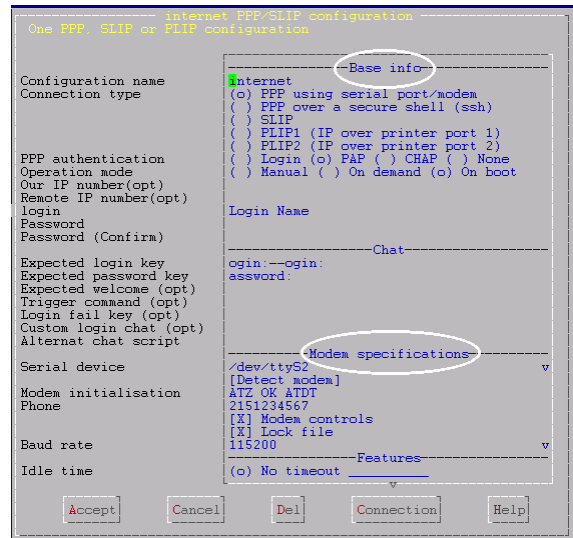 internet PPP/SLIP configuration
One PPP, SLIP or PLIP configuration
Base info
Configuration name internet
Connection type (o) PPP using serial port/modem
( ) PPP over a secure shell (ssh)
( ) SLIP
( ) PLIP1 (IP over printer port 1)
( ) PLIP2 (IP over printer port 2)
PPP authentication ( ) Login (o) PAP ( ) CHAP ( ) None
Operation mode ( ) Manual ( ) On demand (o) On boot
Our IP number(opt)
Remote IP number(opt)
login Login Name
Password
Password (Confirm)
Chat
Expected login key ogin:--ogin:
Expected password key assword:
Expected welcome (opt)
Trigger command (opt)
Login fail key (opt)
Custom login chat (opt)
Alternat chat script
Modem specifications
Serial device /dev/ttyS2
[Detect modem]
Modem initialisation ATZ OK ATDT
Phone 2151234567
[X] Modem controls
[X] Lock file
Baud rate 115200
Features
Idle time (o) No timeout
Accept Cancel Del Connection Help